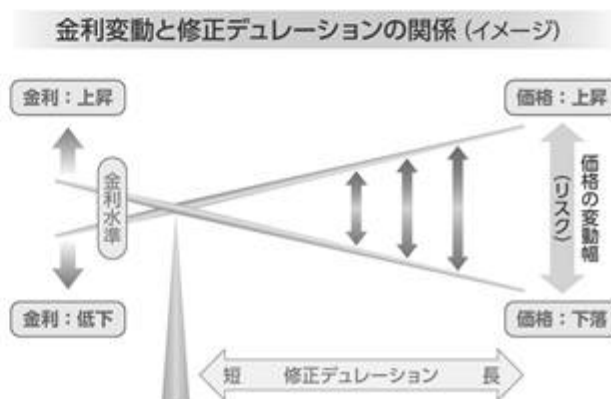 金利変動と修正デュレーションの関係(イメージ)
金利:上昇
価格:上昇
金利水準
価格の変動幅
(リスク)
金利:低下
価格:下落
短 修正デュレーション 長